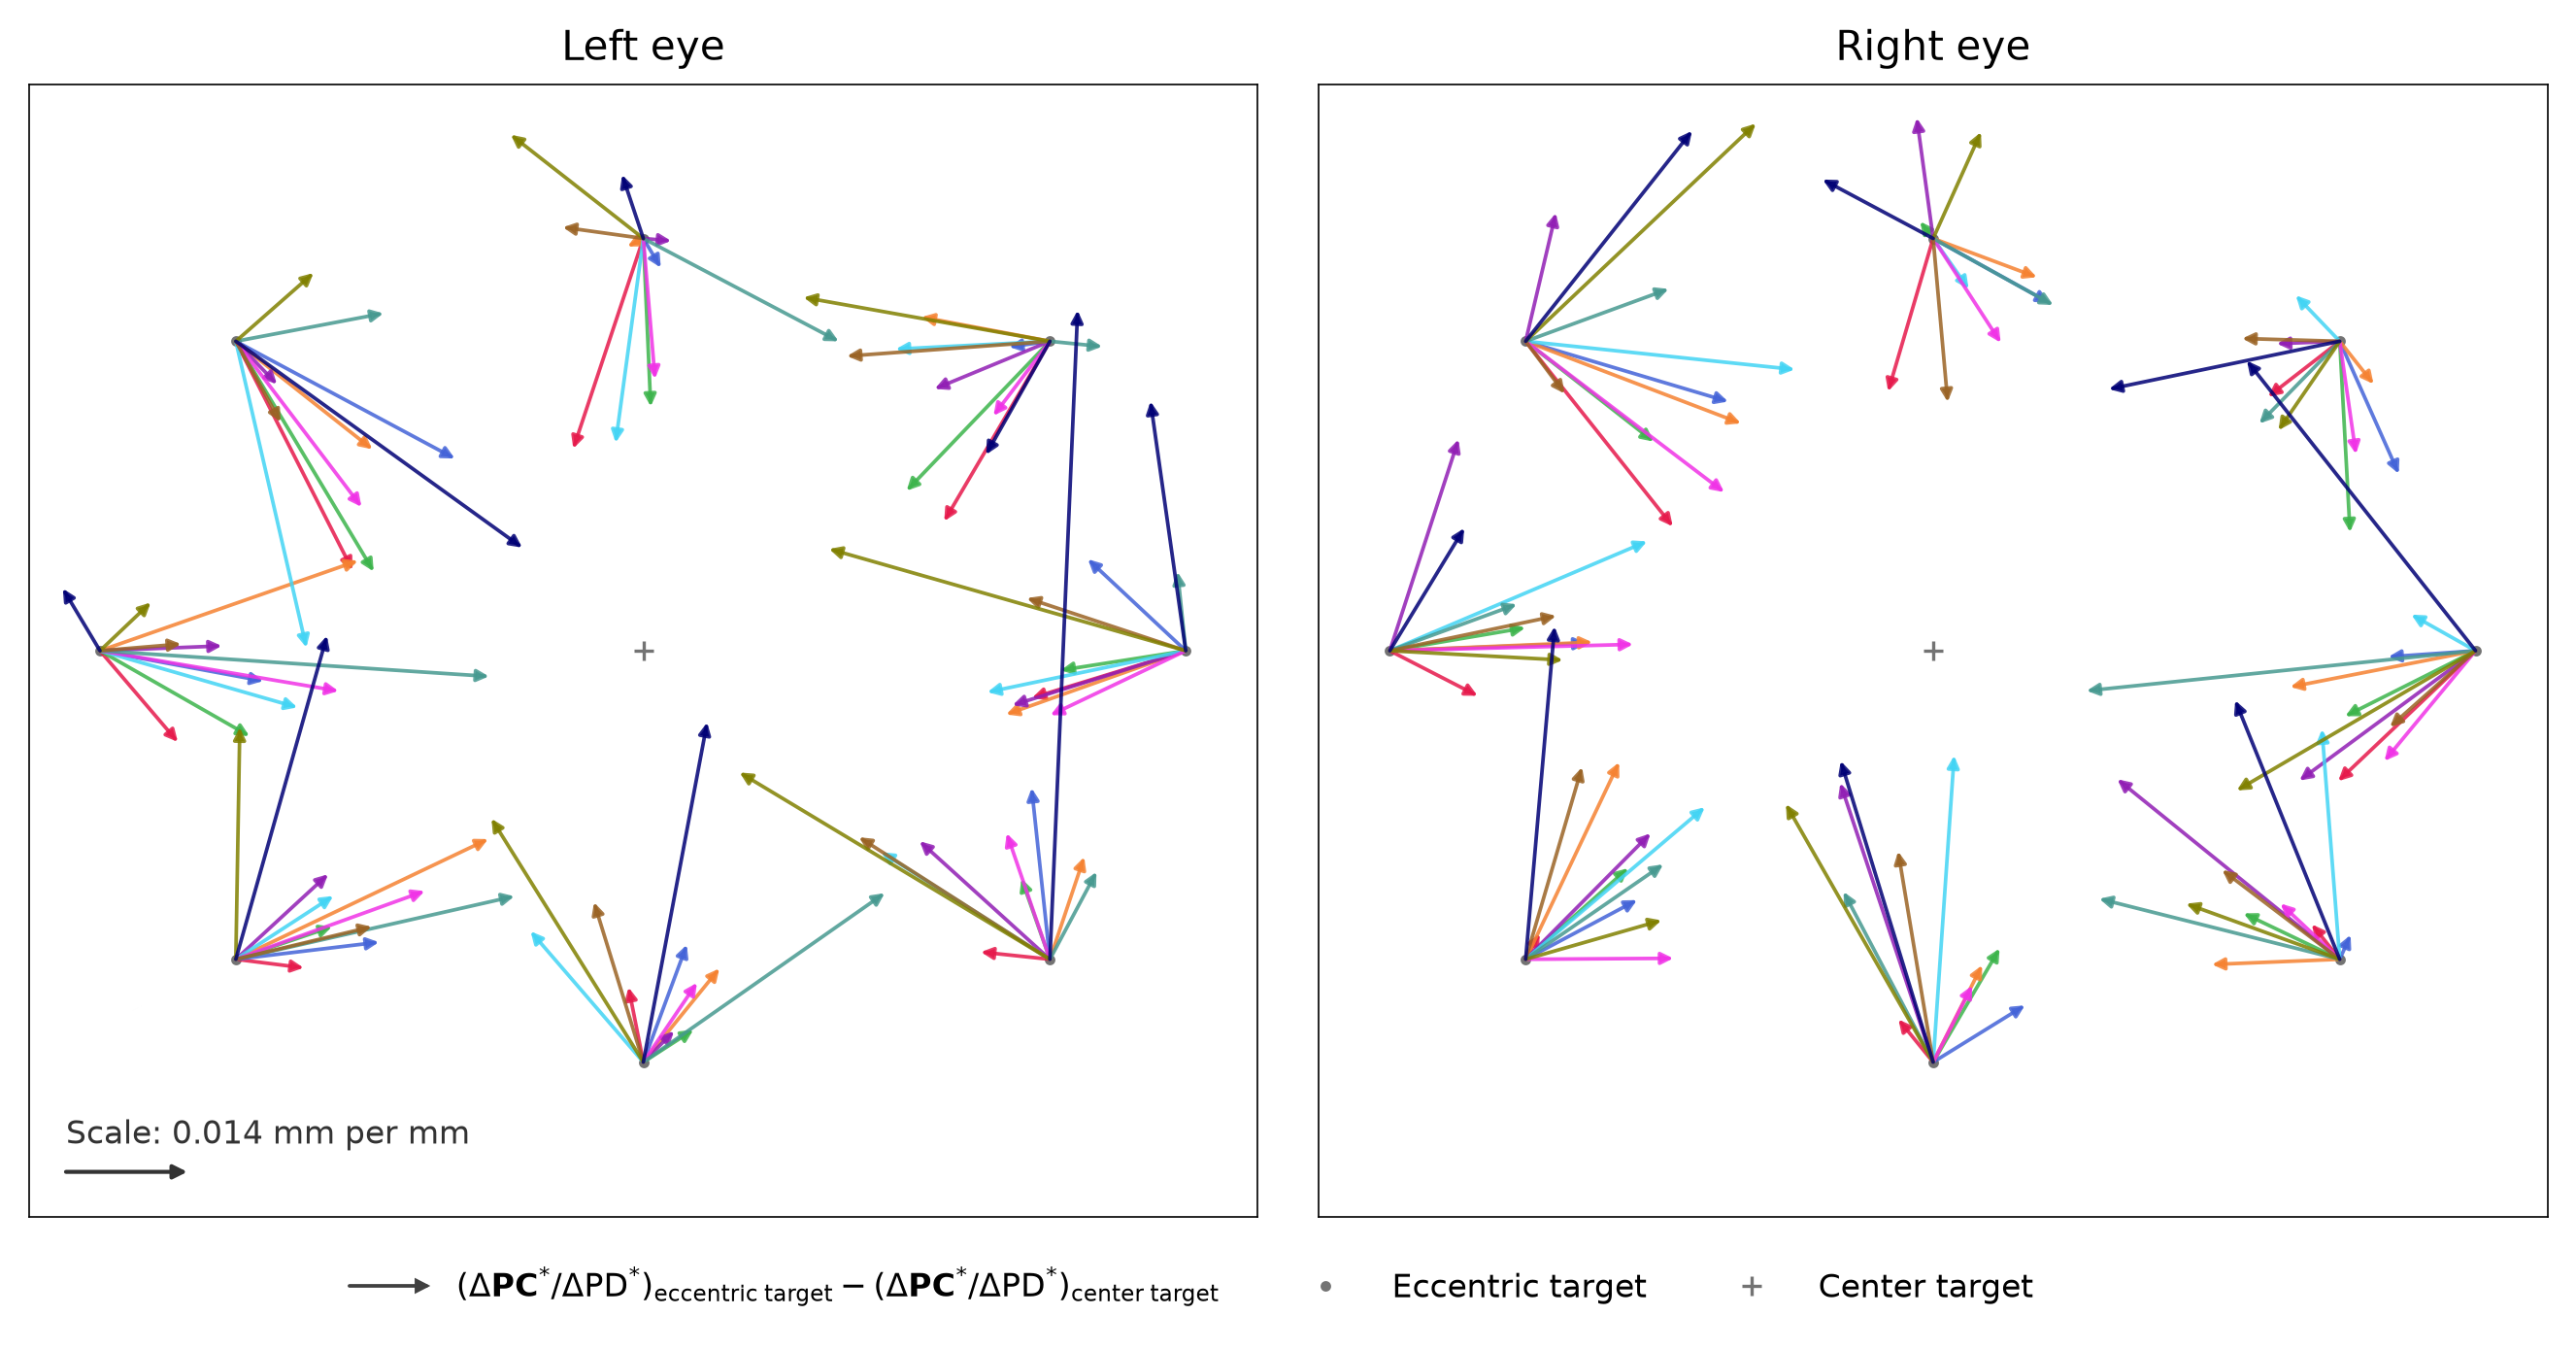 Left eye
Right eye
Scale: 0.014 mm per mm
(ΔPC*/ΔPD*)eccentric target − (ΔPC*/ΔPD*)center target
Eccentric target
Center target